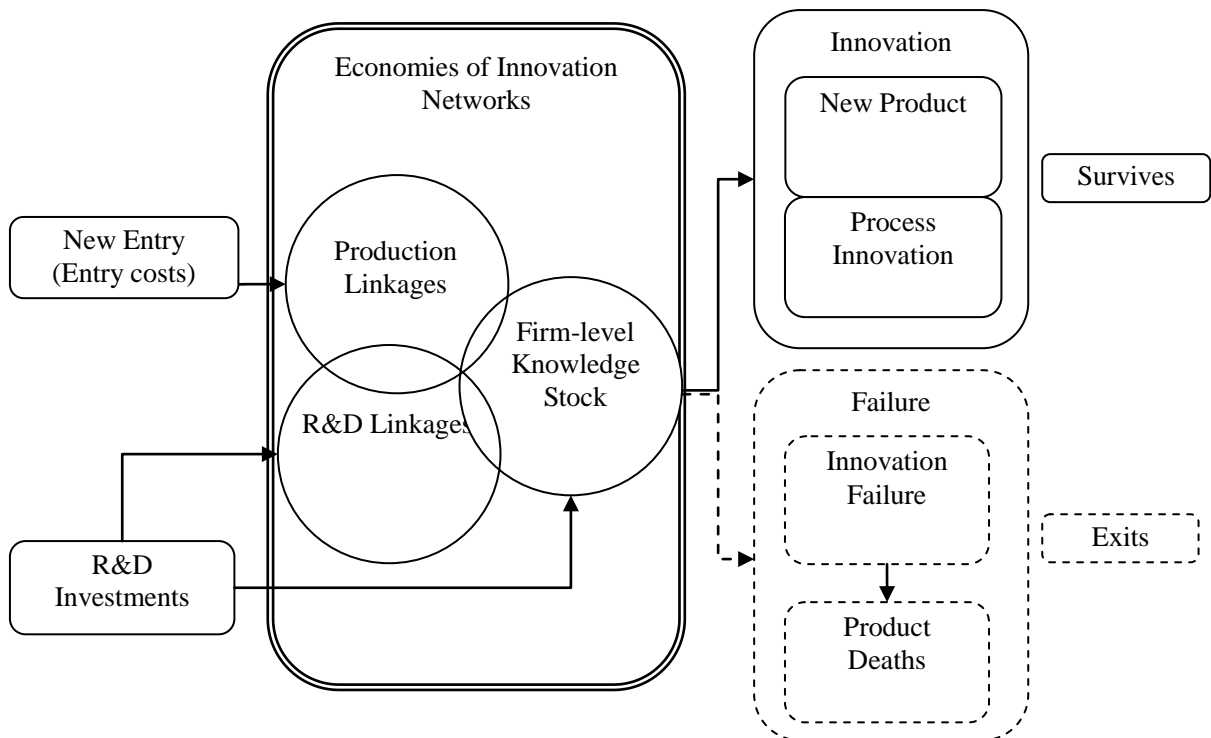 Economies of Innovation
Networks
New Entry
(Entry costs)
R&D
Investments
Production
Linkages
R&D Linkages
Firm-level
Knowledge
Stock
Innovation
New Product
Process
Innovation
Survives
Failure
Innovation
Failure
Product
Deaths
Exits